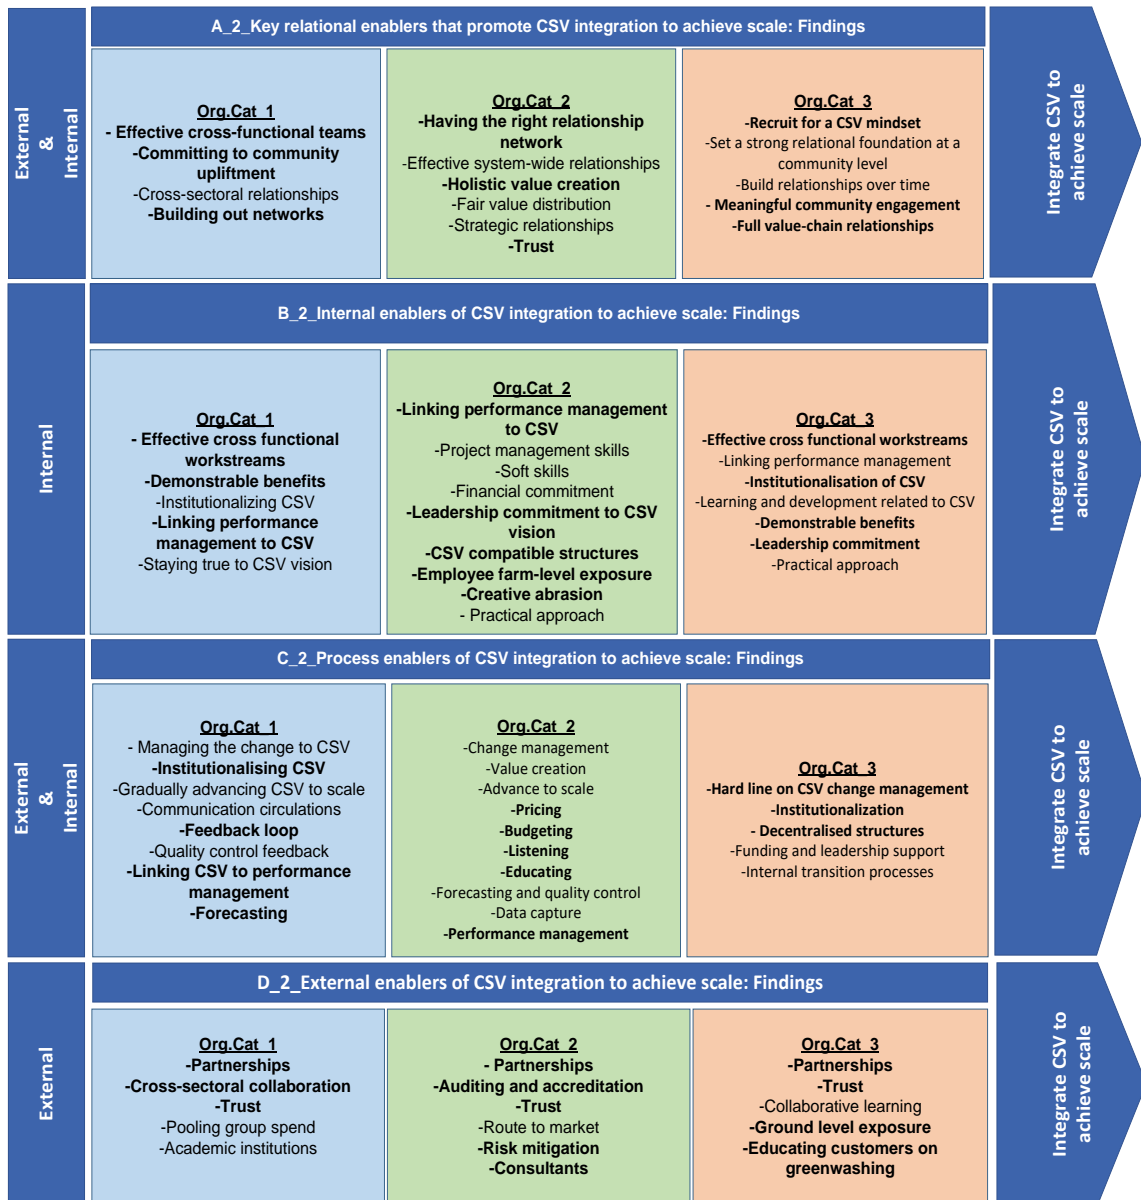 External
&
Internal
A_2_Key relational enablers that promote CSV integration to achieve scale: Findings
Org.Cat_1
- Effective cross-functional teams
-Committing to community
upliftment
-Cross-sectoral relationships
-Building out networks
Org.Cat_2
-Having the right relationship
network
-Effective system-wide relationships
-Holistic value creation
-Fair value distribution
-Strategic relationships
-Trust
Org.Cat_3
-Recruit for a CSV mindset
-Set a strong relational foundation at a
community level
-Build relationships over time
- Meaningful community engagement
-Full value-chain relationships
Integrate CSV to
achieve scale
Internal
B_2_Internal enablers of CSV integration to achieve scale: Findings
Org.Cat_1
- Effective cross functional
workstreams
-Demonstrable benefits
-Institutionalizing CSV
-Linking performance
management to CSV
-Staying true to CSV vision
Org.Cat_2
-Linking performance management
to CSV
-Project management skills
-Soft skills
-Financial commitment
-Leadership commitment to CSV
vision
-CSV compatible structures
-Employee farm-level exposure
-Creative abrasion
- Practical approach
Org.Cat_3
-Effective cross functional workstreams
-Linking performance management
-Institutionalisation of CSV
-Learning and development related to CSV
-Demonstrable benefits
-Leadership commitment
-Practical approach
Integrate CSV to
achieve scale
External
&
Internal
C_2_Process enablers of CSV integration to achieve scale: Findings
Org.Cat_1
- Managing the change to CSV
-Institutionalising CSV
-Gradually advancing CSV to scale
-Communication circulations
-Feedback loop
-Quality control feedback
-Linking CSV to performance
management
-Forecasting
Org.Cat_2
-Change management
-Value creation
-Advance to scale
-Pricing
-Budgeting
-Listening
-Educating
-Forecasting and quality control
-Data capture
-Performance management
Org.Cat_3
-Hard line on CSV change management
-Institutionalization
- Decentralised structures
-Funding and leadership support
-Internal transition processes
Integrate CSV to
achieve scale
External
D_2_External enablers of CSV integration to achieve scale: Findings
Org.Cat_1
-Partnerships
-Cross-sectoral collaboration
-Trust
-Pooling group spend
-Academic institutions
Org.Cat_2
- Partnerships
-Auditing and accreditation
-Trust
-Route to market
-Risk mitigation
-Consultants
Org.Cat_3
-Partnerships
-Trust
-Collaborative learning
-Ground level exposure
-Educating customers on
greenwashing
Integrate CSV to
achieve scale